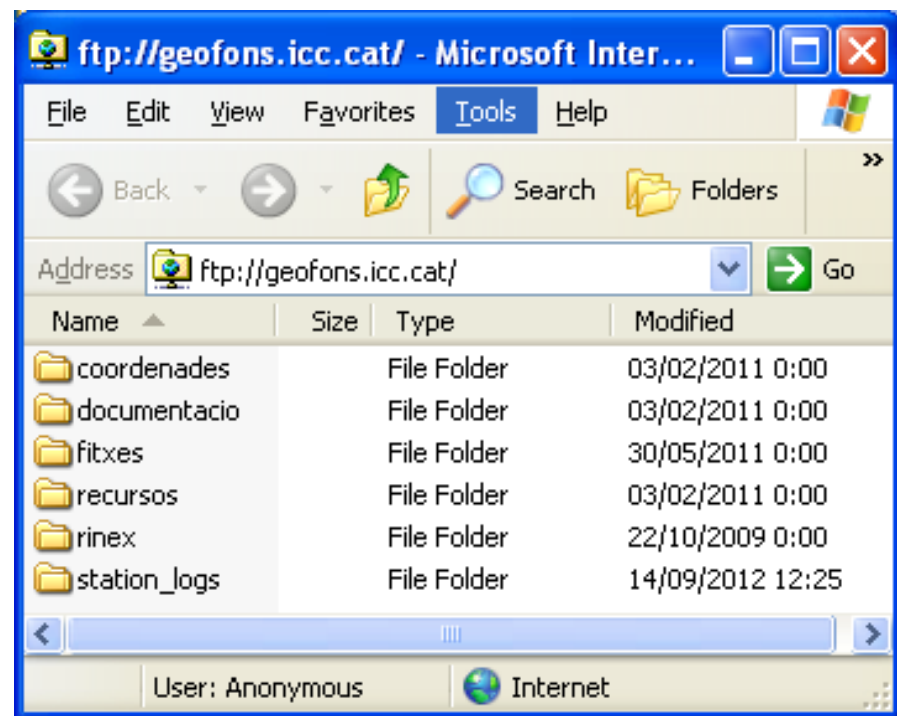 ftp://geofons.icc.cat/ - Microsoft Inter...
File Edit View Favorites Tools Help
Back Search Folders »
Address ftp://geofons.icc.cat/ Go
Name Size Type Modified
coordenades File Folder 03/02/2011 0:00
documentacio File Folder 03/02/2011 0:00
fitxes File Folder 30/05/2011 0:00
recursos File Folder 03/02/2011 0:00
rinex File Folder 22/10/2009 0:00
station_logs File Folder 14/09/2012 12:25
User: Anonymous Internet